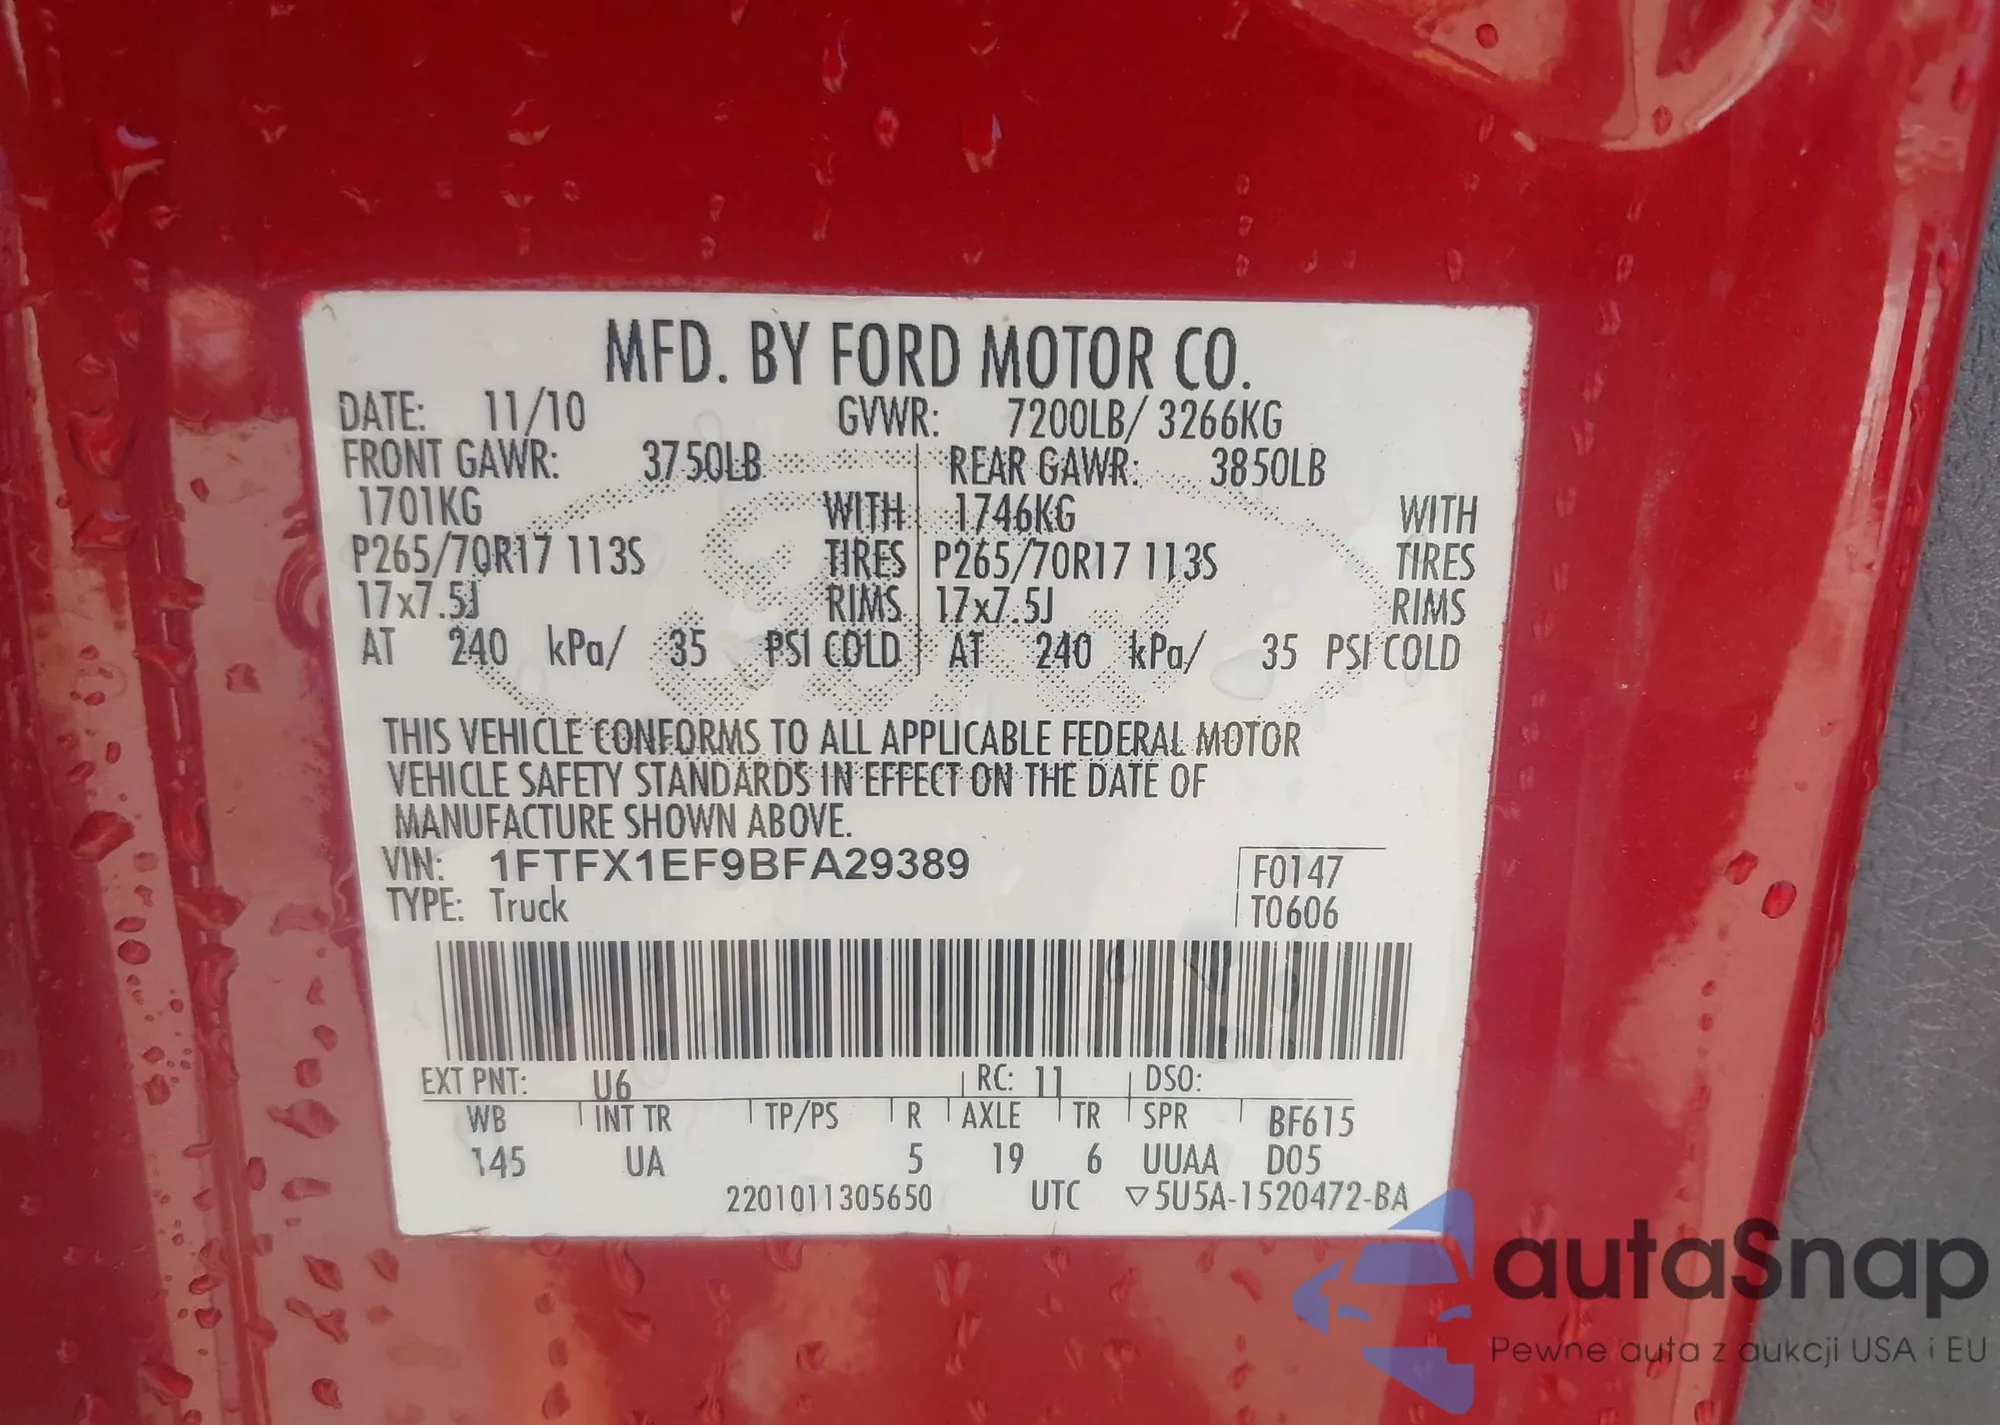 MFD. BY FORD MOTOR CO.
DATE: 11/10 GVWR: 7200LB/ 3266KG
FRONT GAWR: 3750LB REAR GAWR: 3850LB
1701KG WITH 1746KG WITH
P265/70R17 113S TIRES P265/70R17 113S TIRES
17x7.5J RIMS 17x7.5J RIMS
AT 240 kPa/ 35 PSI COLD AT 240 kPa/ 35 PSI COLD
THIS VEHICLE CONFORMS TO ALL APPLICABLE FEDERAL MOTOR
VEHICLE SAFETY STANDARDS IN EFFECT ON THE DATE OF
MANUFACTURE SHOWN ABOVE.
VIN: 1FTFX1EF9BFA29389 F0147
TYPE: Truck T0606
EXT PNT: U6 RC: 11 DSO:
WB INT TR TP/PS R AXLE TR SPR BF615
145 UA 5 19 6 UUAA D05
2201011305650 UTC ▽5U5A-1520472-BA
autaSnap
Pewne auta z aukcji USA i EU